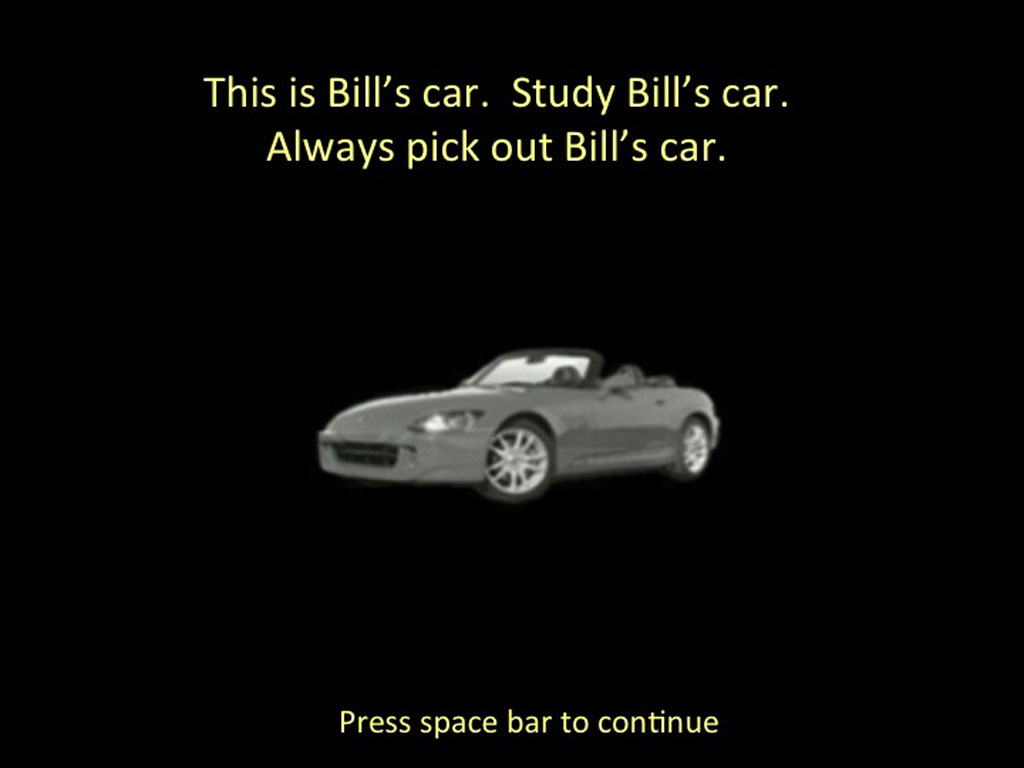 This is Bill’s car.  Study Bill’s car.
Always pick out Bill’s car.
Press space bar to continue